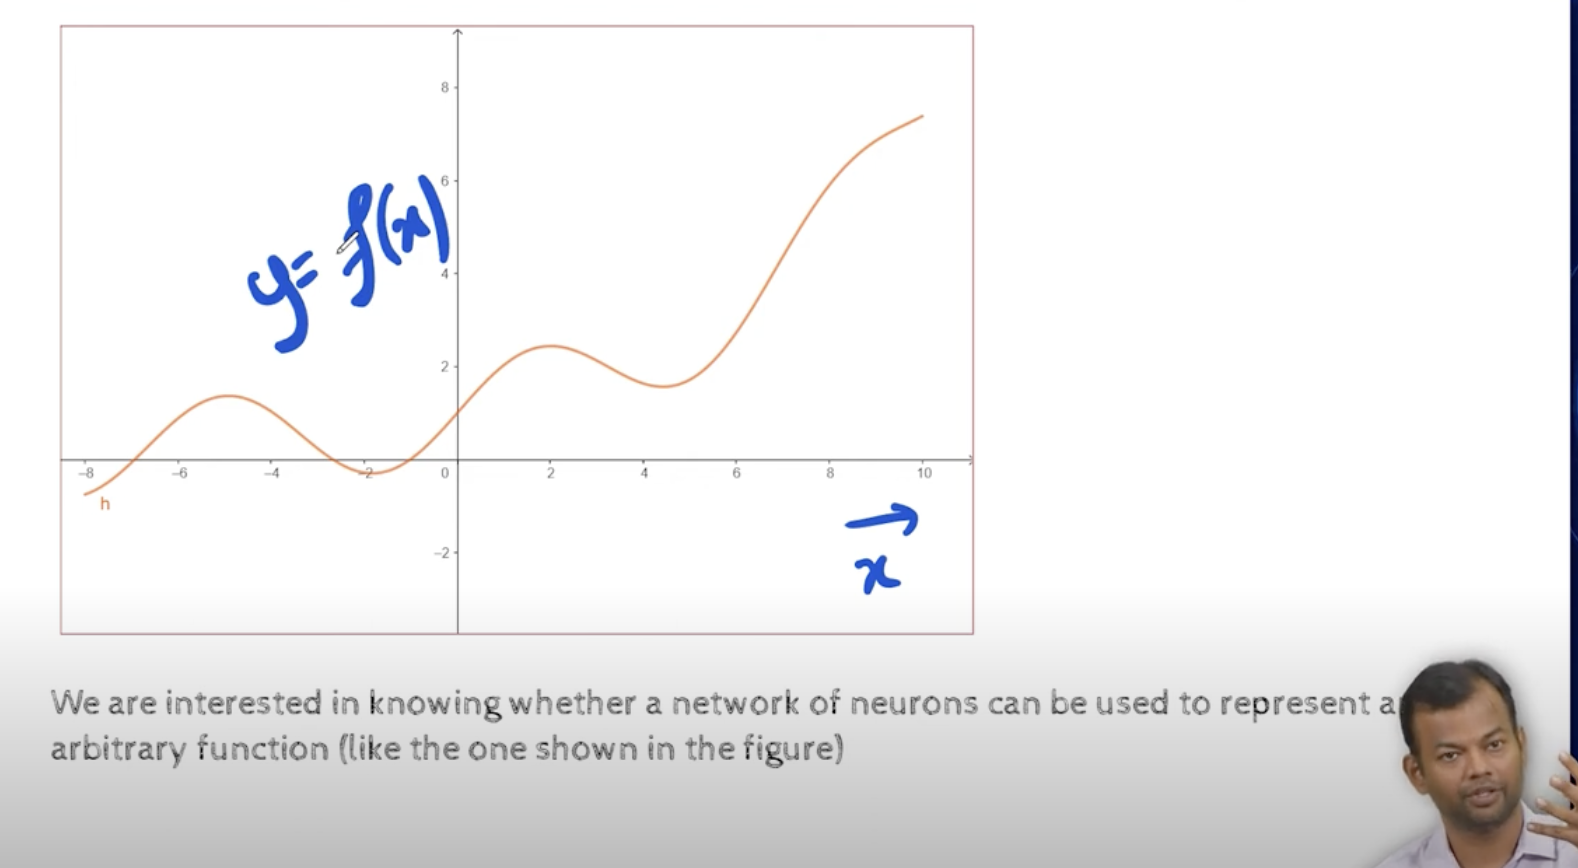 8
6
y = f(x)
4
2
-8 -6 -4 -2 0 2 4 6 8 10
h
-2
x
We are interested in knowing whether a network of neurons can be used to represent a
arbitrary function (like the one shown in the figure)